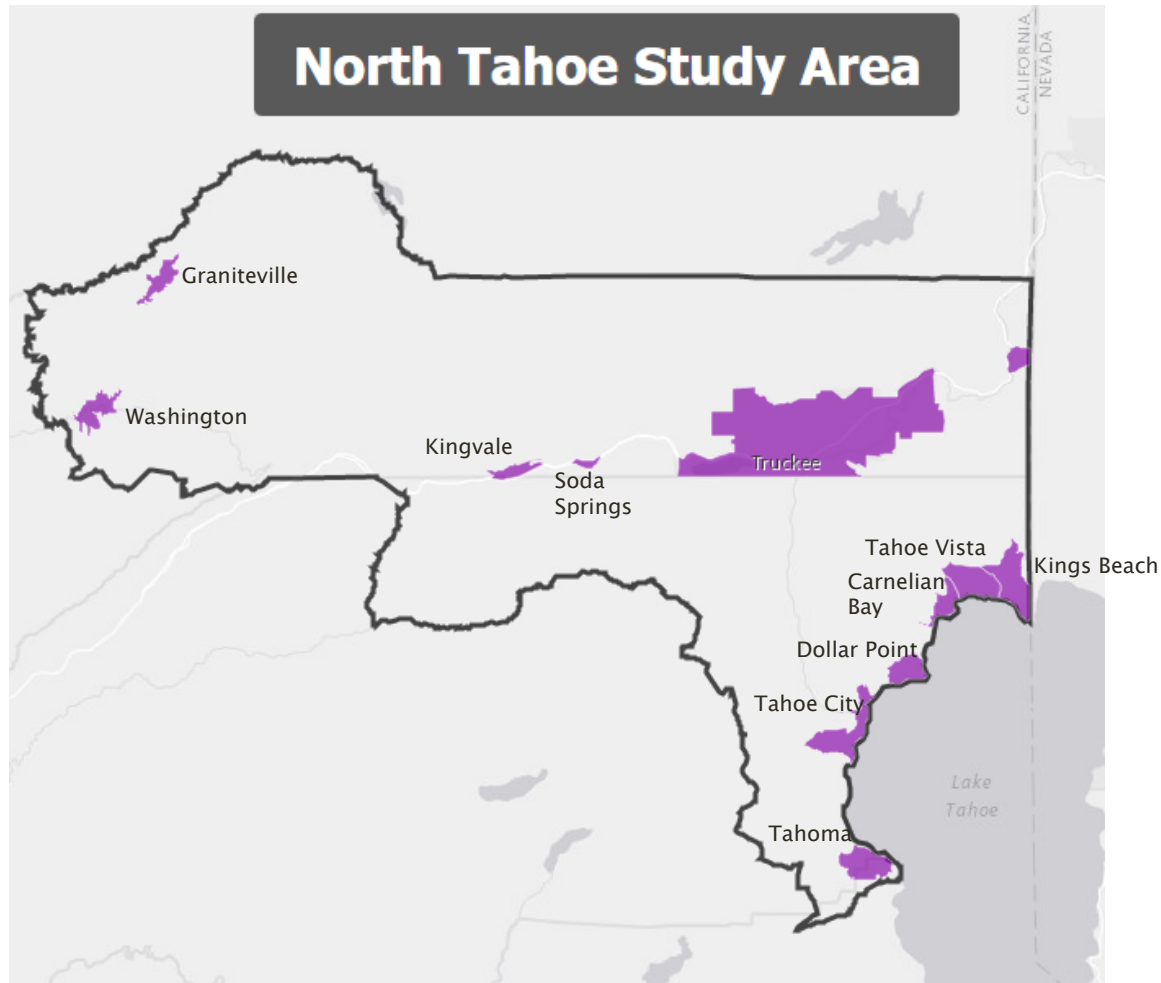 North Tahoe Study Area
CALIFORNIA
NEVADA
Graniteville
Washington
Kingvale
Soda
Springs
Truckee
Tahoe Vista
Kings Beach
Carnelian
Bay
Dollar Point
Tahoe City
Lake
Tahoe
Tahoma